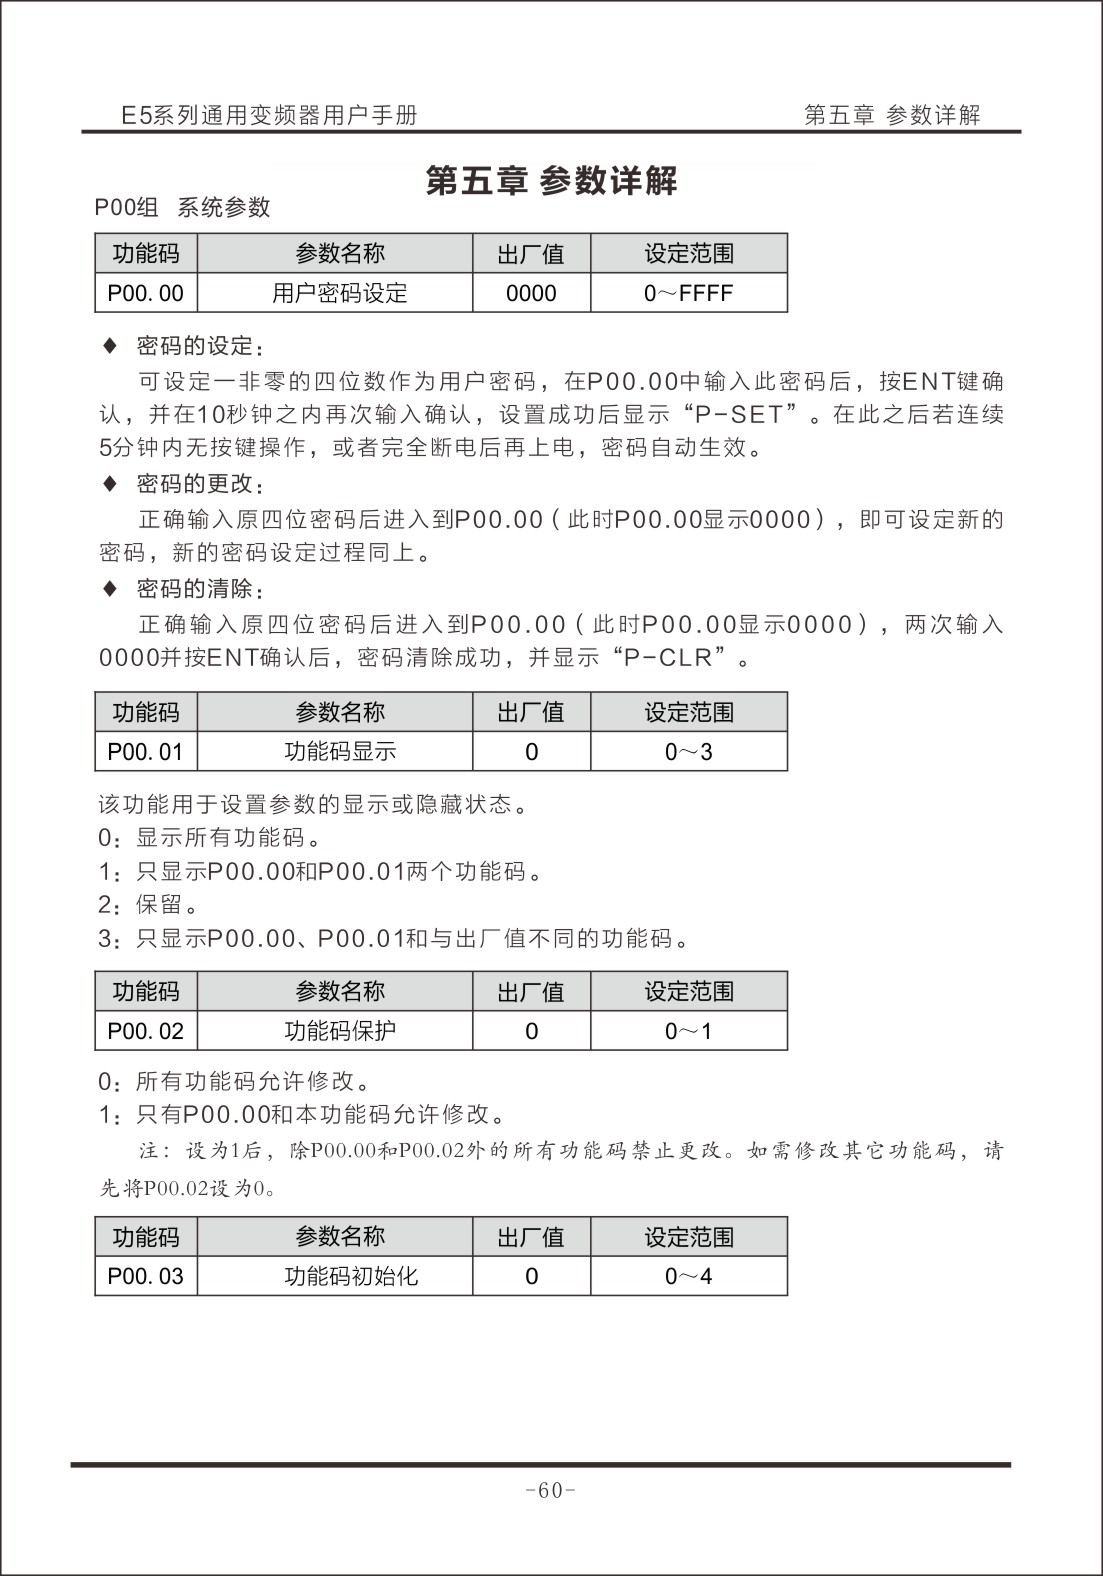 E5系列通用变频器用户手册 第五章 参数详解
第五章 参数详解
P00组 系统参数
功能码 参数名称 出厂值 设定范围
P00.00 用户密码设定 0000 0～FFFF
♦ 密码的设定：
可设定一非零的四位数作为用户密码，在P00.00中输入此密码后，按ENT键确
认，并在10秒钟之内再次输入确认，设置成功后显示“P-SET”。在此之后若连续
5分钟内无按键操作，或者完全断电后再上电，密码自动生效。
♦ 密码的更改：
正确输入原四位密码后进入到P00.00（此时P00.00显示0000），即可设定新的
密码，新的密码设定过程同上。
♦ 密码的清除：
正确输入原四位密码后进入到P00.00（此时P00.00显示0000），两次输入
0000并按ENT确认后，密码清除成功，并显示“P-CLR”。
功能码 参数名称 出厂值 设定范围
P00.01 功能码显示 0 0～3
该功能用于设置参数的显示或隐藏状态。
0：显示所有功能码。
1：只显示P00.00和P00.01两个功能码。
2：保留。
3：只显示P00.00、P00.01和与出厂值不同的功能码。
功能码 参数名称 出厂值 设定范围
P00.02 功能码保护 0 0～1
0：所有功能码允许修改。
1：只有P00.00和本功能码允许修改。
注：设为1后，除P00.00和P00.02外的所有功能码禁止更改。如需修改其它功能码，请
先将P00.02设为0。
功能码 参数名称 出厂值 设定范围
P00.03 功能码初始化 0 0～4
-60-